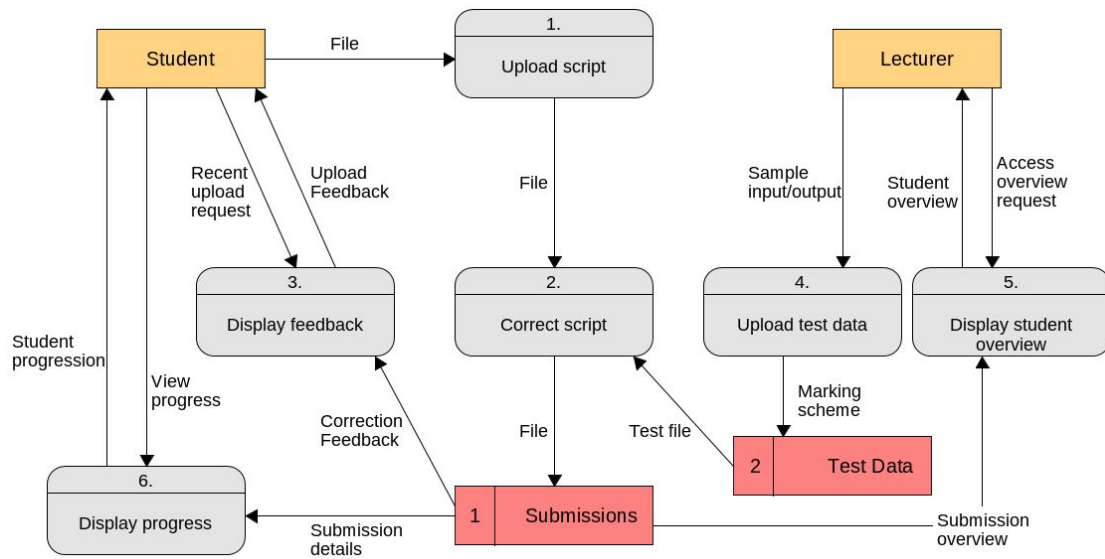 1.
Student
File
Upload script
Lecturer
Recent
upload
request
Upload
Feedback
File
Sample
input/output
Student
overview
Access
overview
request
3.
Display feedback
2.
Correct script
4.
Upload test data
5.
Display student
overview
Student
progression
View
progress
Correction
Feedback
File
Test file
Marking
scheme
2
Test Data
6.
Display progress
Submission
details
1
Submissions
Submission
overview